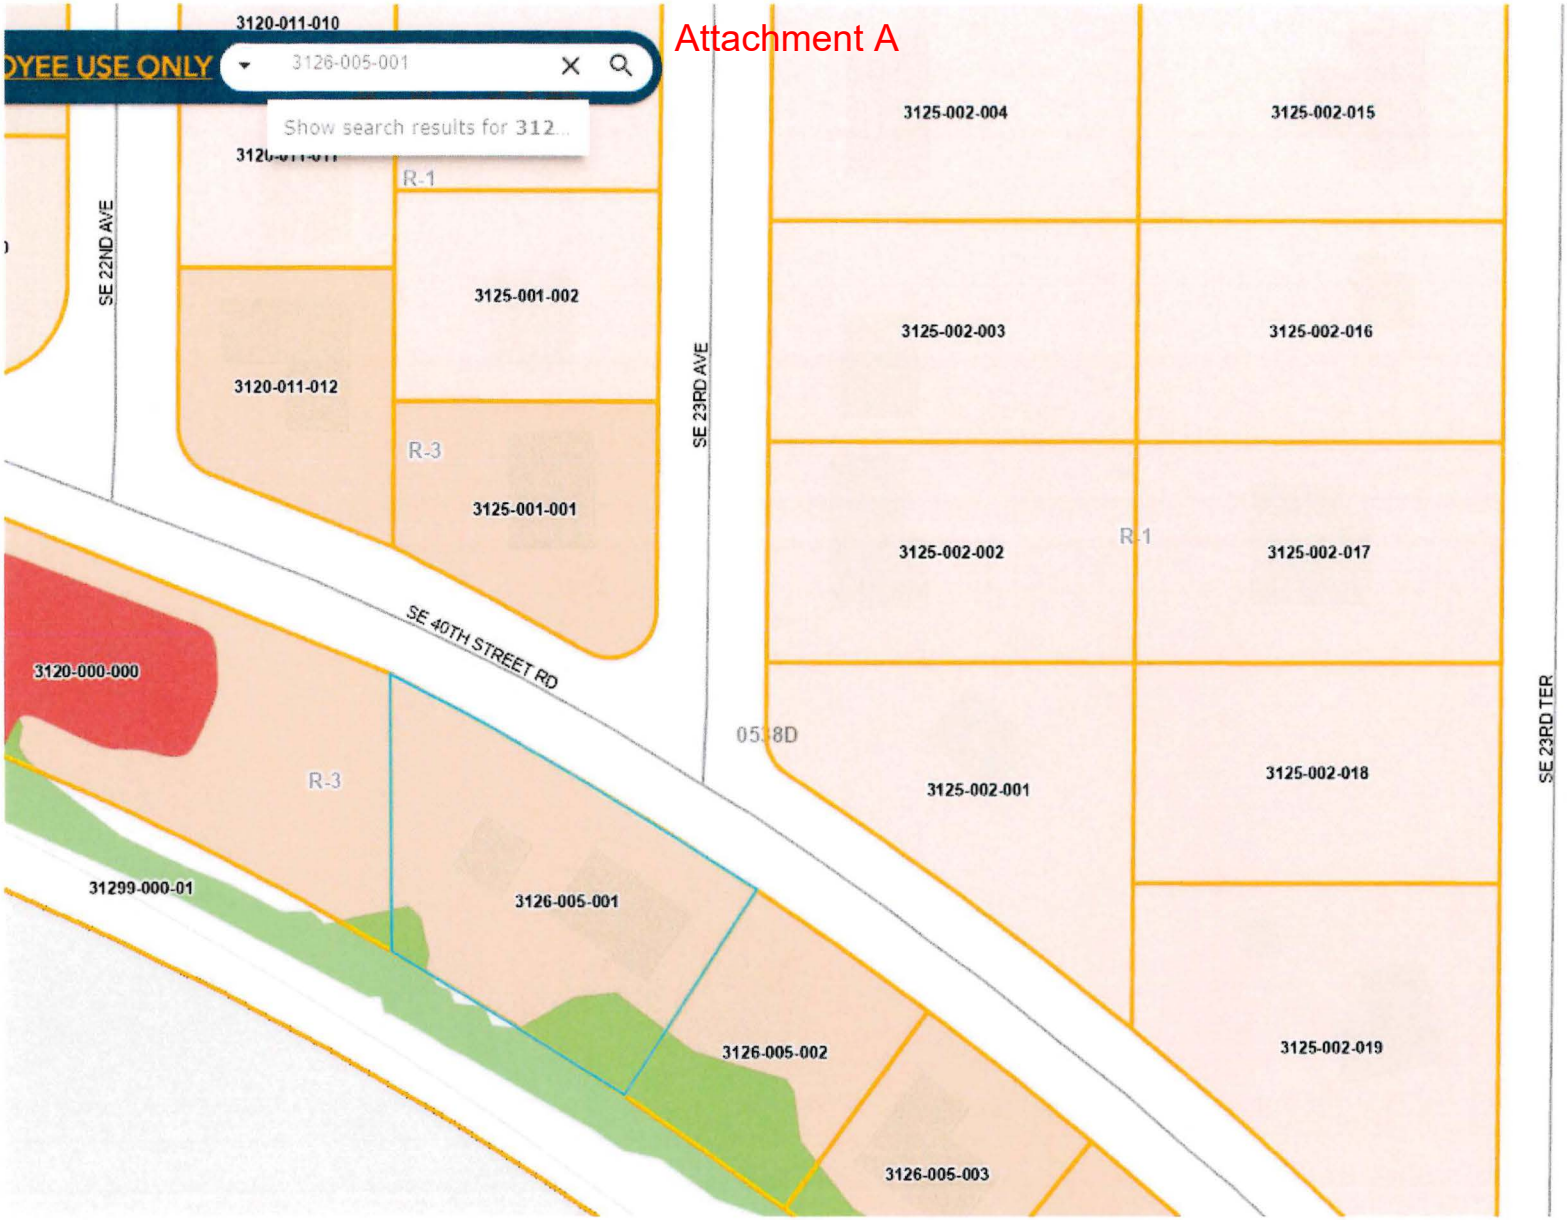 3120-011-010
Attachment A
OYEE USE ONLY
3126-005-001
Show search results for 312...
3120-011-011
R-1
3125-002-004
3125-002-015
SE 22ND AVE
3125-001-002
3125-002-003
3125-002-016
3120-011-012
SE 23RD AVE
R-3
3125-001-001
R-1
3125-002-002
3125-002-017
SE 40TH STREET RD
3120-000-000
0538D
SE 23RD TER
R-3
3125-002-001
3125-002-018
31299-000-01
3126-005-001
3126-005-002
3125-002-019
3126-005-003